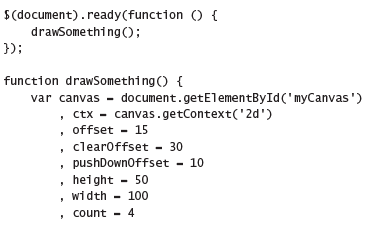 $(document).ready(function () {
    drawSomething();
});

function drawSomething() {
    var canvas = document.getElementById('myCanvas')
        , ctx = canvas.getContext('2d')
        , offset = 15
        , clearOffset = 30
        , pushDownOffset = 10
        , height = 50
        , width = 100
        , count = 4